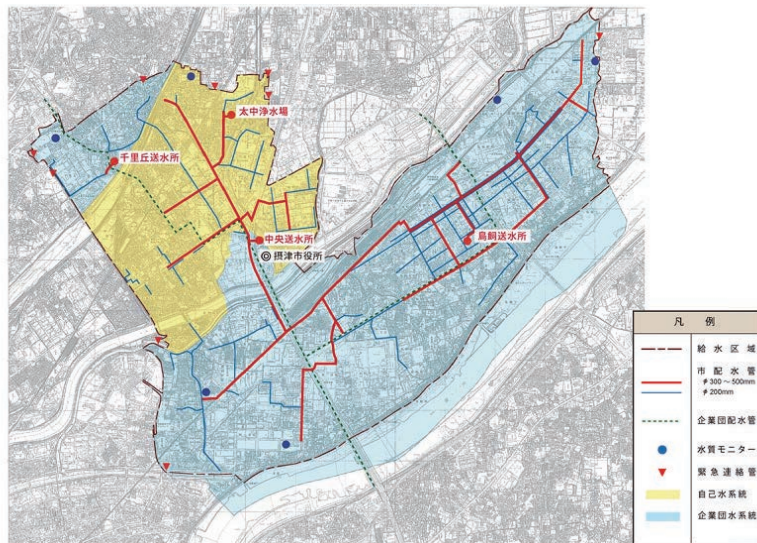 太中浄水場
千里丘送水所
中央送水所
摂津市役所
鳥飼送水所
凡 例
給水区域
市配水管
φ300〜500mm
φ200mm
企業団配水管
水質モニター
緊急連絡管
自己水系統
企業団水系統